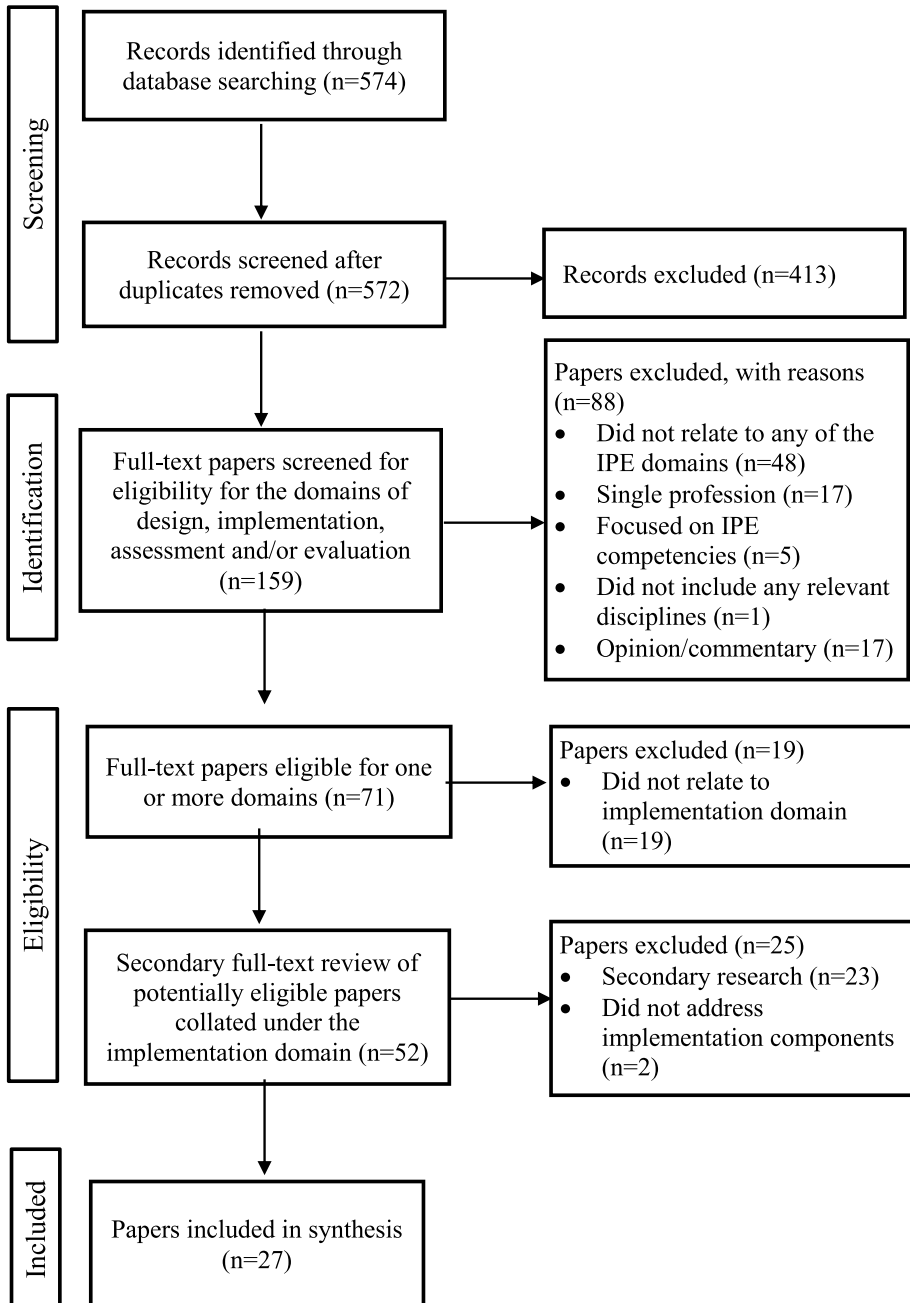 Screening
Records identified through
database searching (n=574)
Records screened after
duplicates removed (n=572)
Records excluded (n=413)
Identification
Full-text papers screened for
eligibility for the domains of
design, implementation,
assessment and/or evaluation
(n=159)
Papers excluded, with reasons
(n=88)
• Did not relate to any of the
IPE domains (n=48)
• Single profession (n=17)
• Focused on IPE
competencies (n=5)
• Did not include any relevant
disciplines (n=1)
• Opinion/commentary (n=17)
Eligibility
Full-text papers eligible for one
or more domains (n=71)
Papers excluded (n=19)
• Did not relate to
implementation domain
(n=19)
Secondary full-text review of
potentially eligible papers
collated under the
implementation domain (n=52)
Papers excluded (n=25)
• Secondary research (n=23)
• Did not address
implementation components
(n=2)
Included
Papers included in synthesis
(n=27)